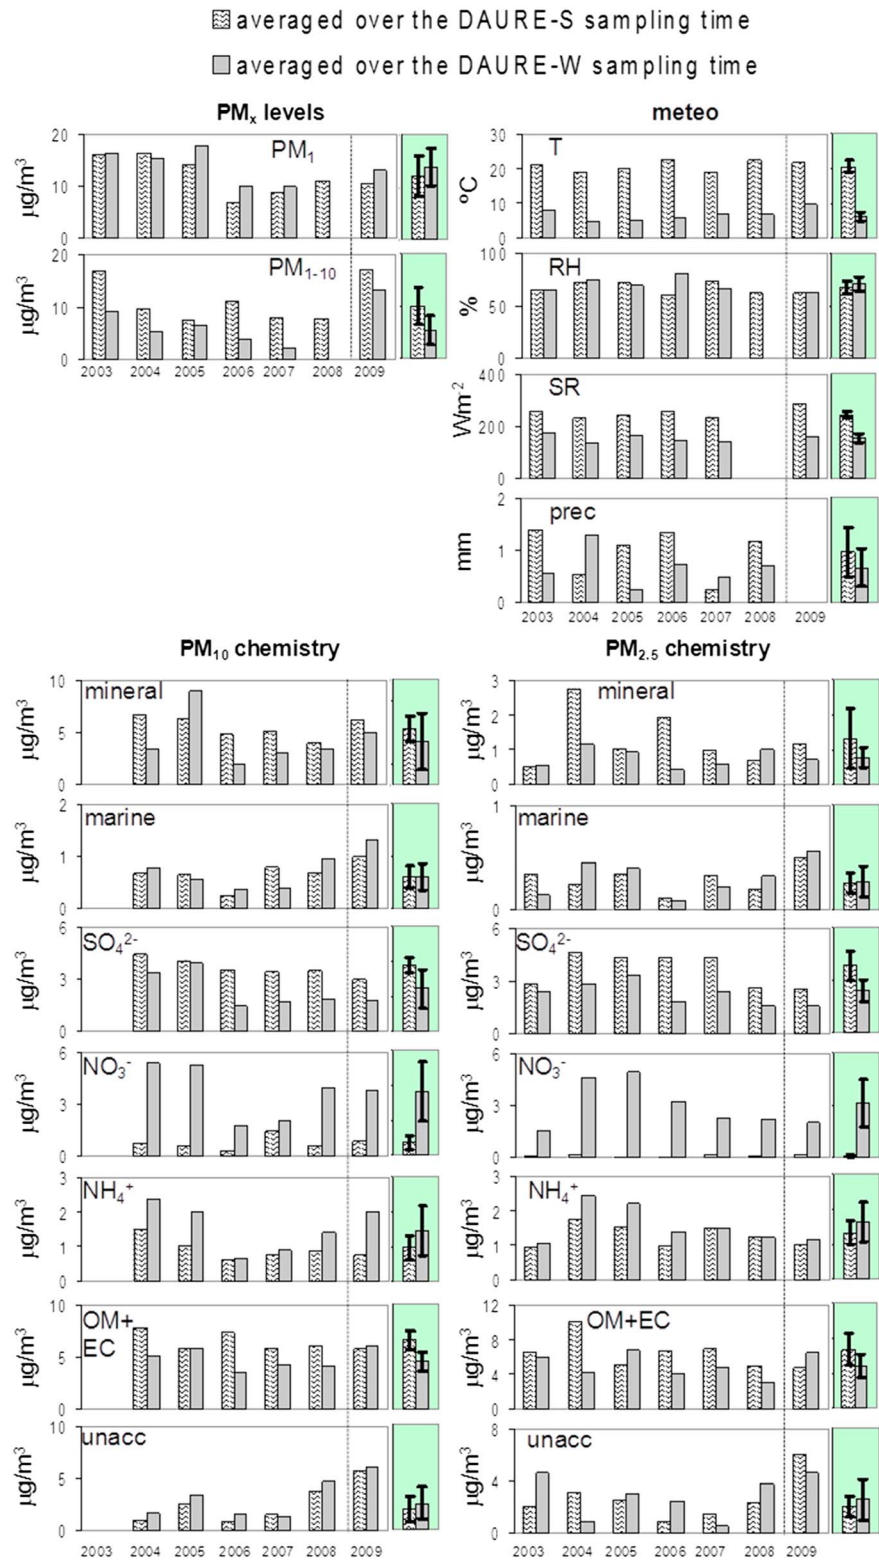 averaged over the DAURE-S sampling time
averaged over the DAURE-W sampling time
PMx levels
meteo
20
10
0
µg/m³
PM1
30
20
10
0
ºC
T
20
10
0
µg/m³
PM1-10
2003 2004 2005 2006 2007 2008 2009
100
50
0
%
RH
400
200
0
Wm-2
SR
2
1
0
mm
prec
2003 2004 2005 2006 2007 2008 2009
PM10 chemistry
PM2.5 chemistry
10
5
0
µg/m³
mineral
3
2
1
0
µg/m³
mineral
2
1
0
µg/m³
marine
1
0
µg/m³
marine
6
3
0
µg/m³
SO4²-
6
3
0
µg/m³
SO4²-
6
3
0
µg/m³
NO3-
6
3
0
µg/m³
NO3-
3
2
1
0
µg/m³
NH4+
3
2
1
0
µg/m³
NH4+
10
5
0
µg/m³
OM+
EC
12
8
4
0
µg/m³
OM+EC
10
5
0
µg/m³
unacc
2003 2004 2005 2006 2007 2008 2009
8
4
0
µg/m³
unacc
2003 2004 2005 2006 2007 2008 2009